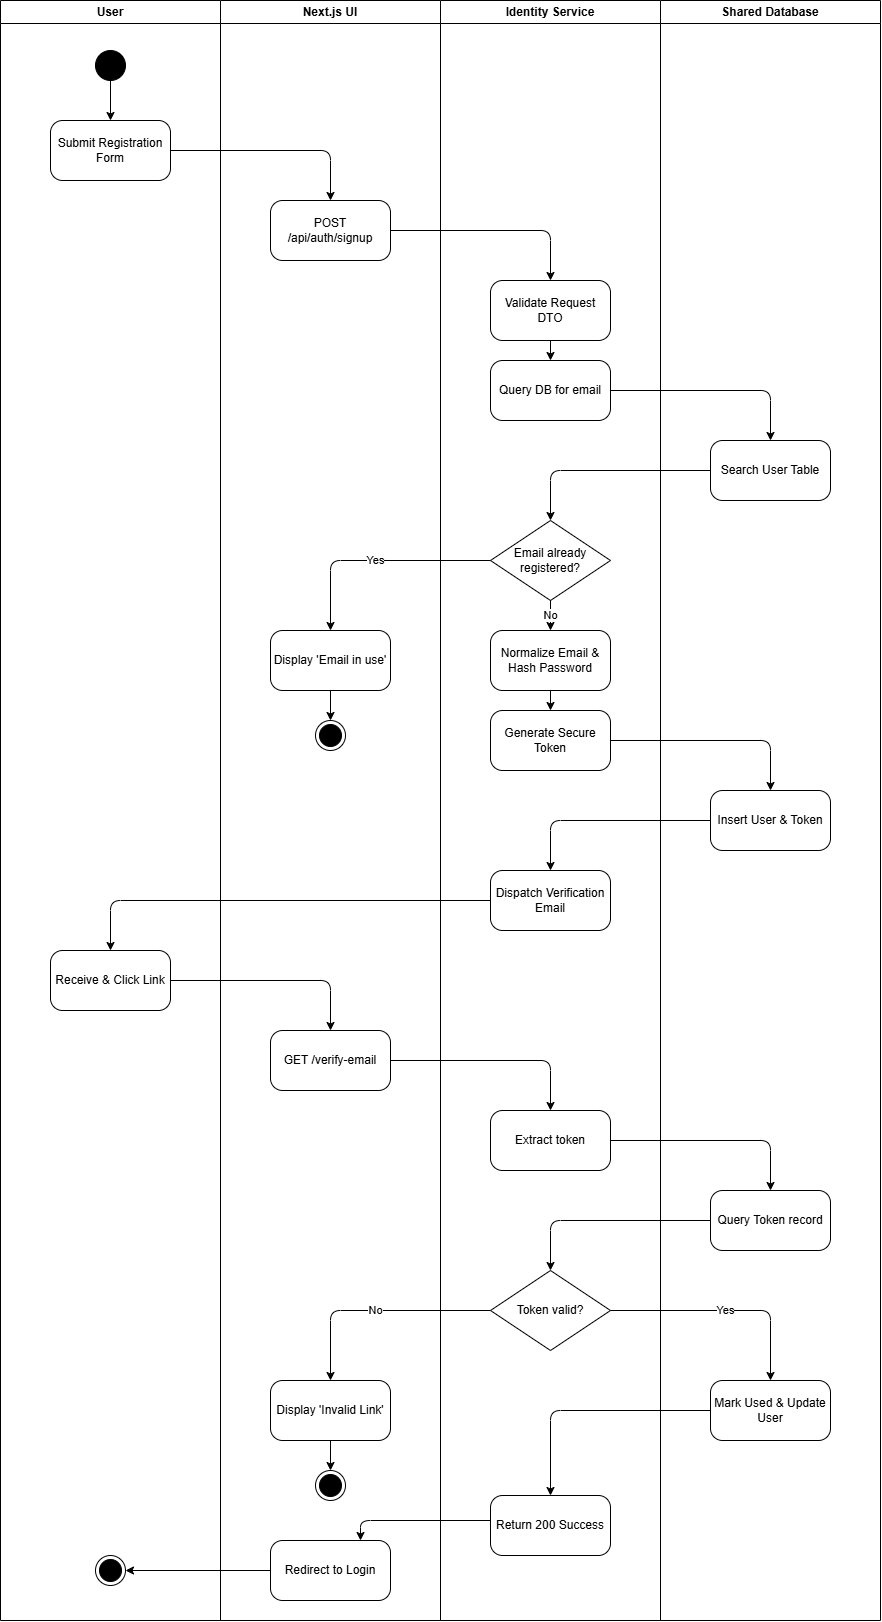 User
Next.js UI
Identity Service
Shared Database
Submit Registration
Form
POST
/api/auth/signup
Validate Request
DTO
Query DB for email
Search User Table
Email already
registered?
Yes
No
Display 'Email in use'
Normalize Email &
Hash Password
Generate Secure
Token
Insert User & Token
Dispatch Verification
Email
Receive & Click Link
GET /verify-email
Extract token
Query Token record
Token valid?
No
Yes
Display 'Invalid Link'
Mark Used & Update
User
Return 200 Success
Redirect to Login